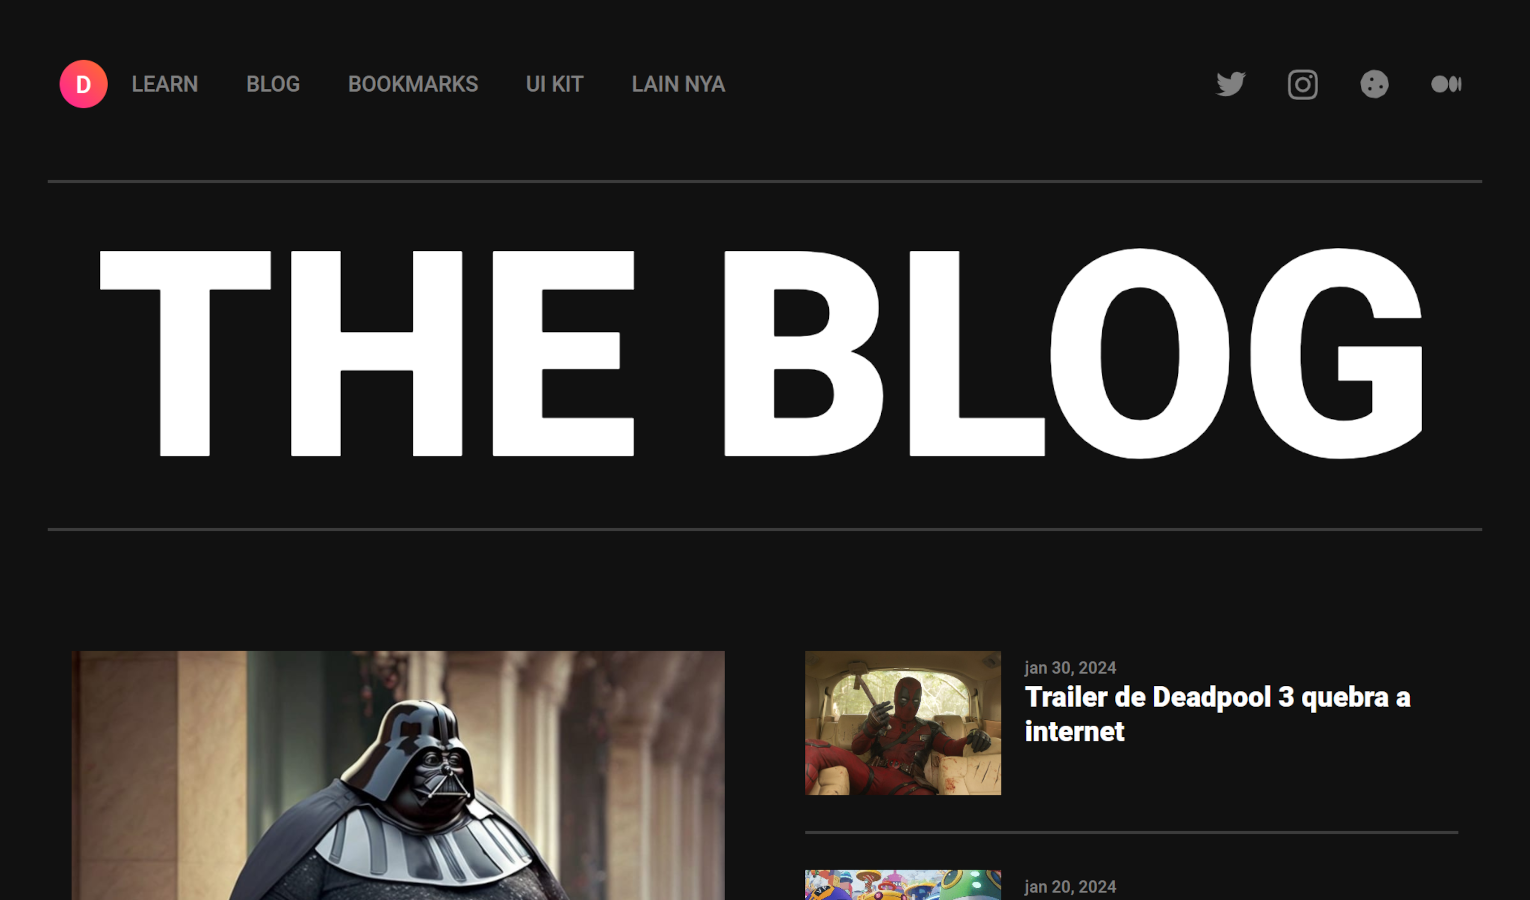 D LEARN BLOG BOOKMARKS UI KIT LAIN NYA
THE BLOG
jan 30, 2024
Trailer de Deadpool 3 quebra a
internet
jan 20, 2024